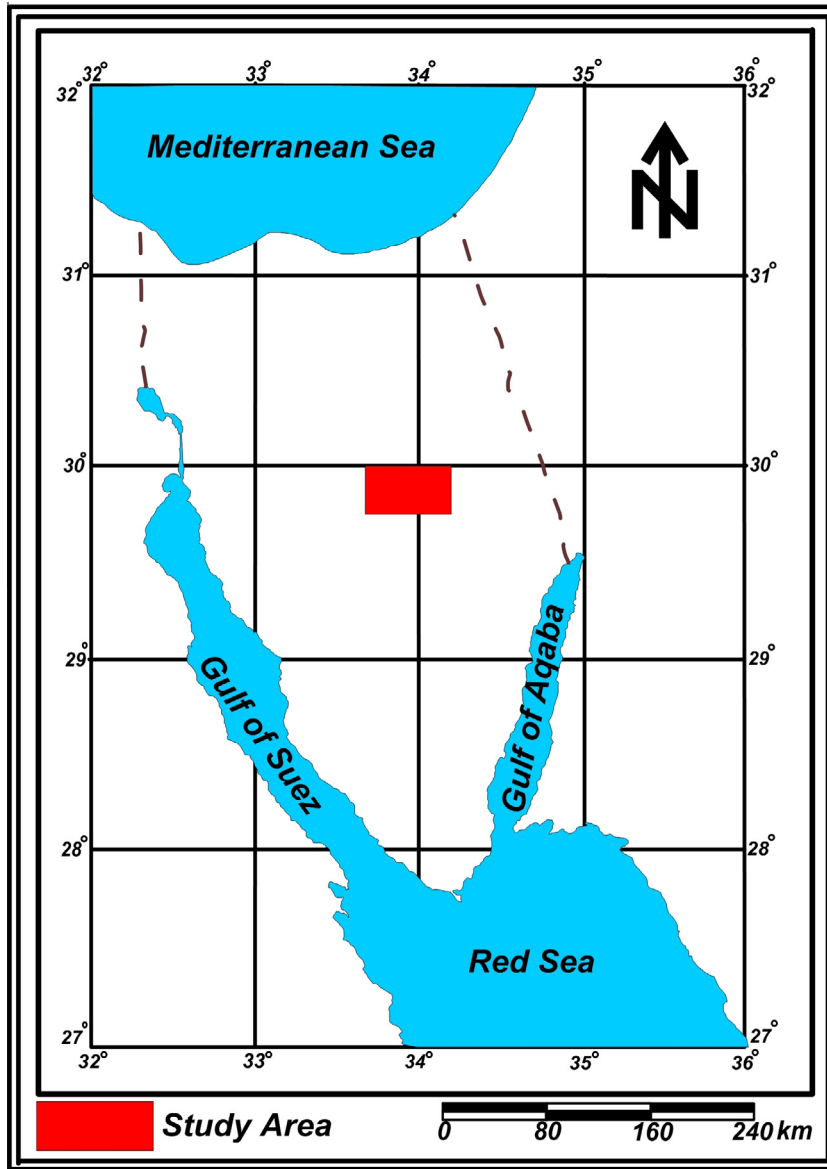 32° 33° 34° 35° 36°
32° 32°
Mediterranean Sea
N
31° 31°
30° 30°
29° 29°
Gulf of Suez
Gulf of Aqaba
28° 28°
Red Sea
27° 27°
32° 33° 34° 35° 36°
Study Area
0 80 160 240 km